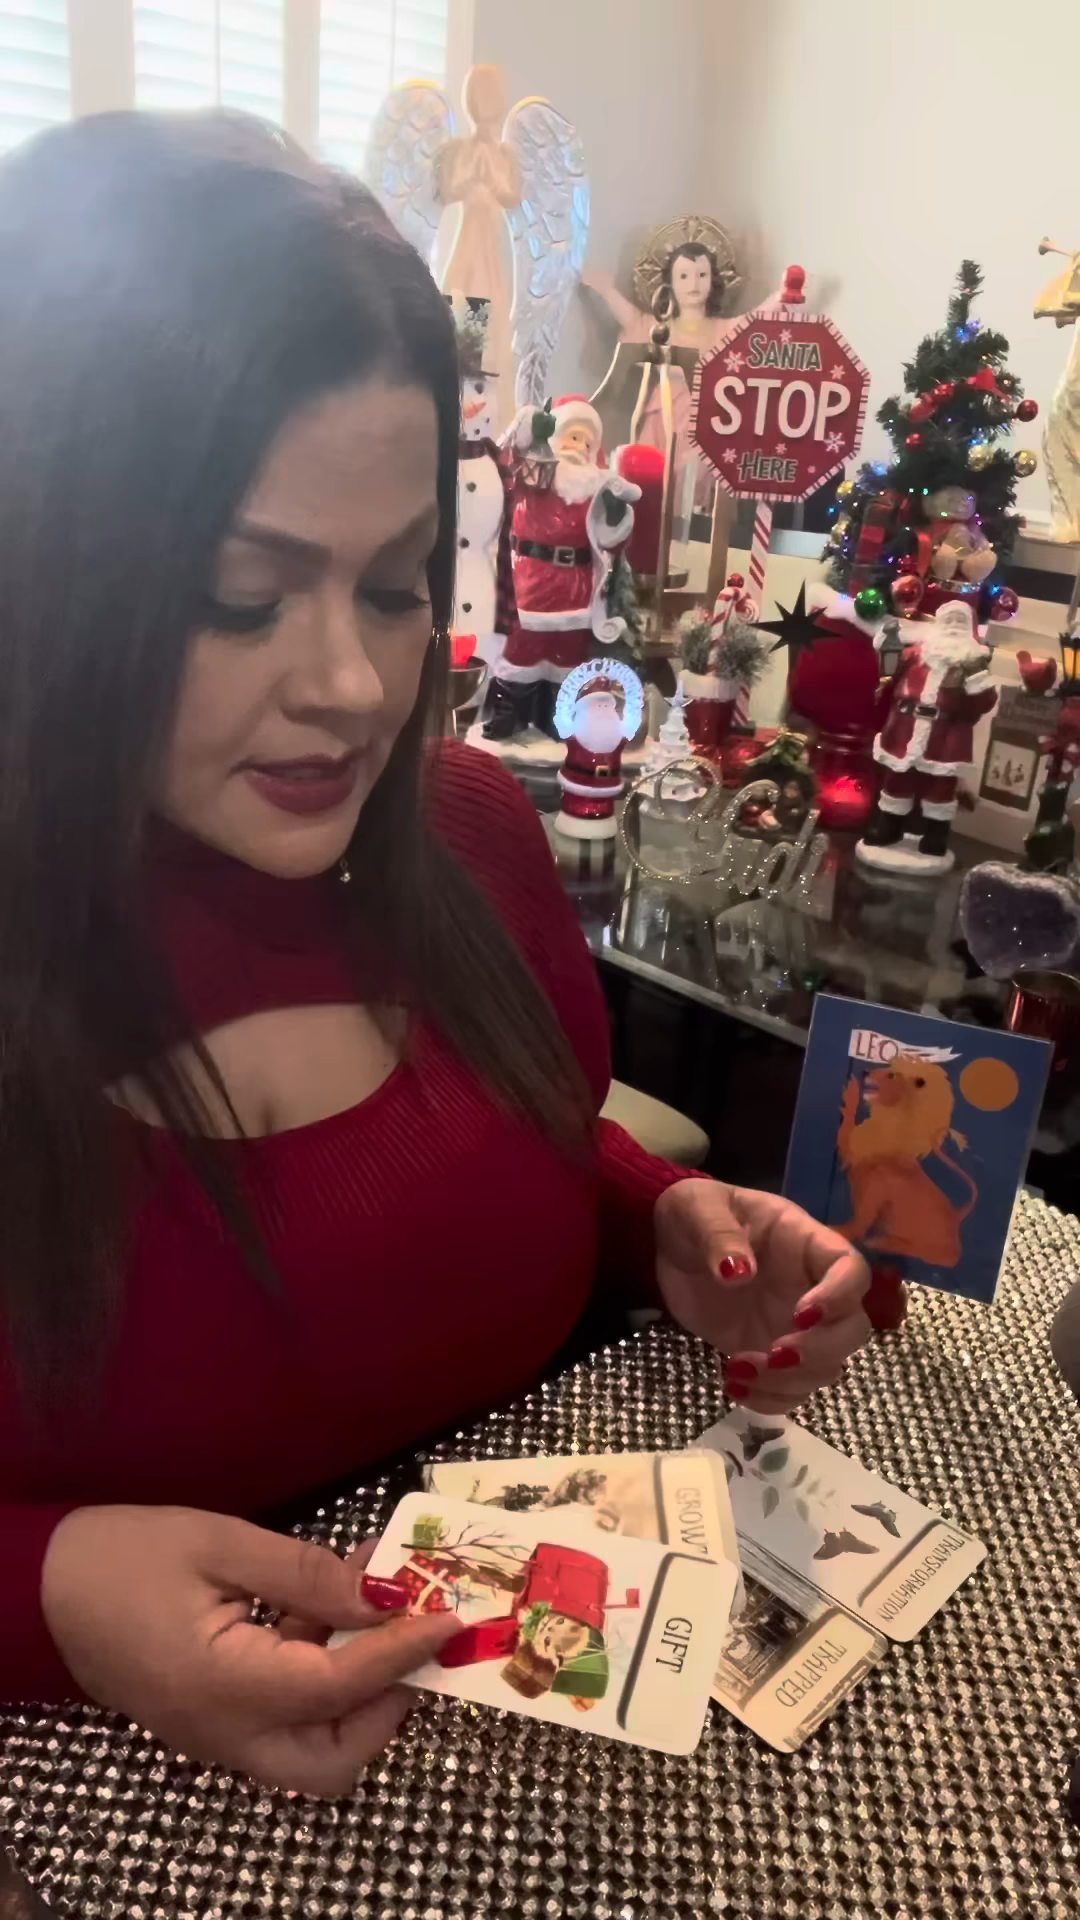 SANTA
STOP
HERE
LEO
GROWT
TRANSFORMATION
TRAPPED
GIFT